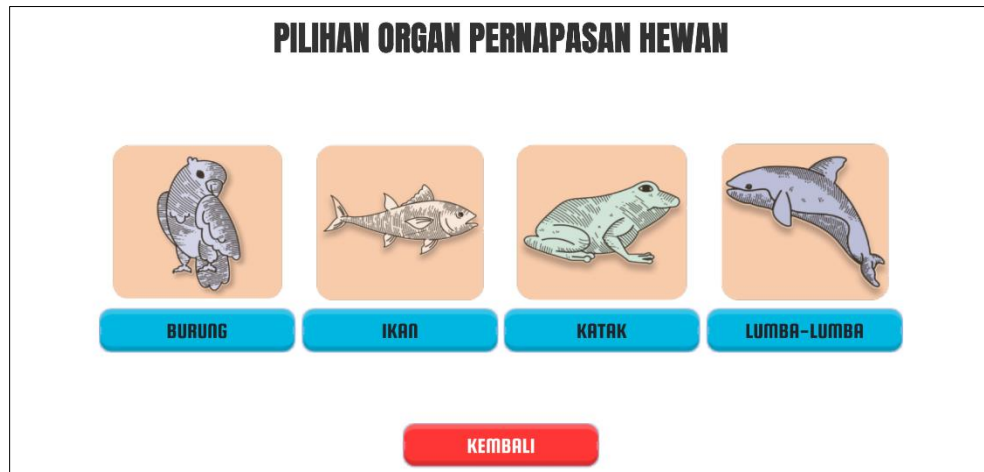 PILIHAN ORGAN PERNAPASAN HEWAN
BURUNG
IKAN
KATAK
LUMBA-LUMBA
KEMBALI